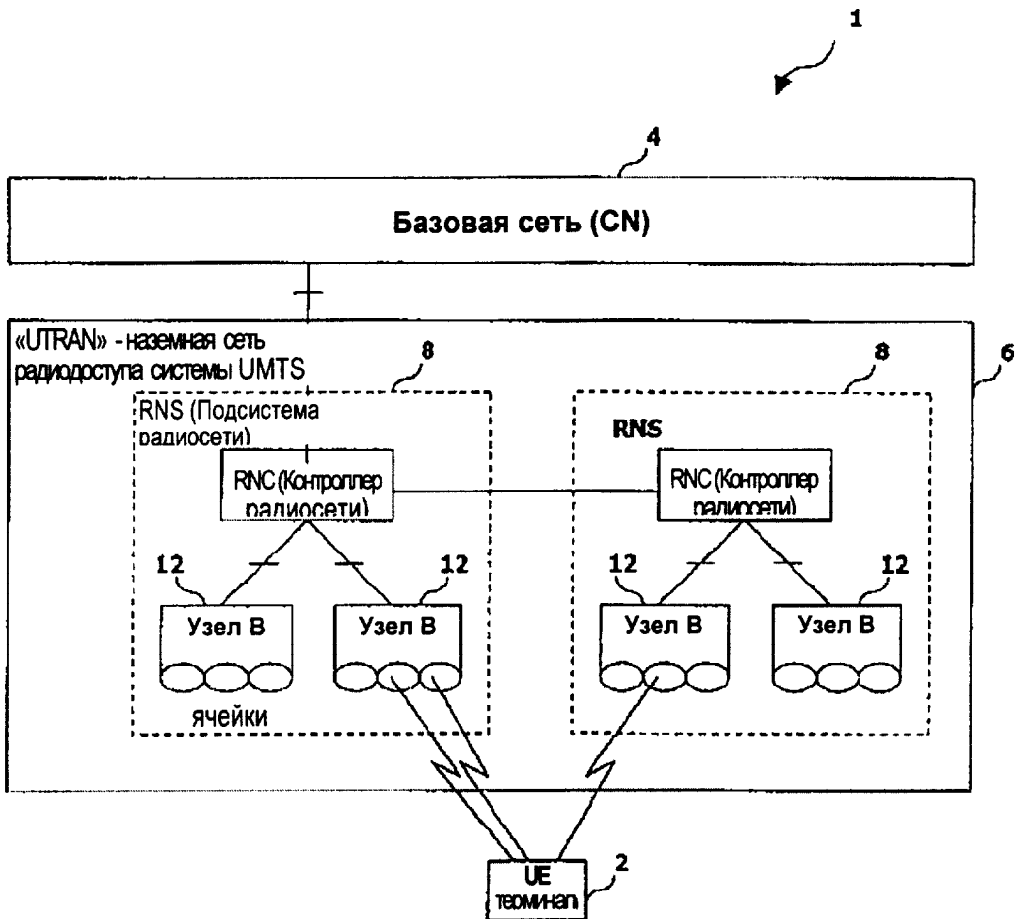 1
4
Базовая сеть (CN)
«UTRAN» - наземная сеть
радиодоступа системы UMTS
8
8
6
RNS (Подсистема
радиосети)
RNS
RNC (Контроллер
радиосети)
RNC (Контроллер
радиосети)
12
12
12
12
Узел B
Узел B
Узел B
Узел B
ячейки
UE
терминал
2